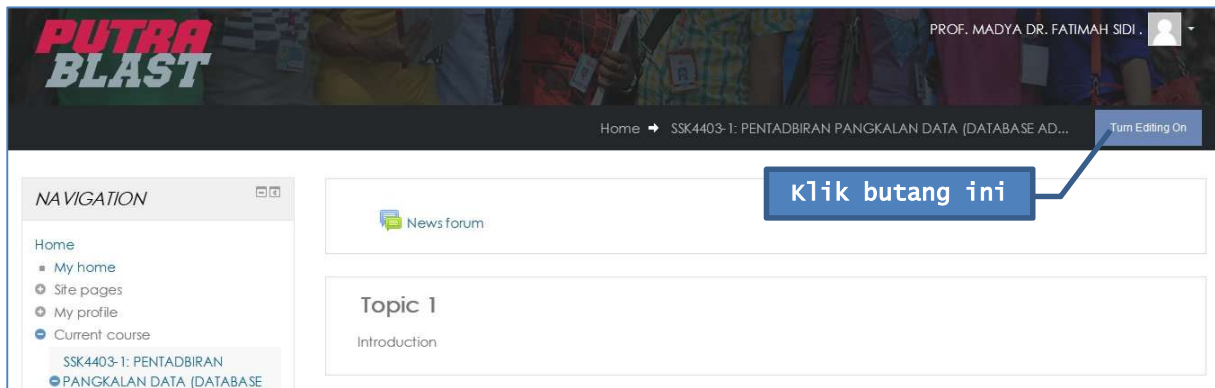 PUTRA
BLAST
PROF. MADYA DR. FATIMAH SIDI .
Home → SSK4403-1: PENTADBIRAN PANGKALAN DATA (DATABASE AD...
Turn Editing On
Klik butang ini
NAVIGATION
Home
My home
Site pages
My profile
Current course
SSK4403-1: PENTADBIRAN
PANGKALAN DATA (DATABASE
News forum
Topic 1
Introduction